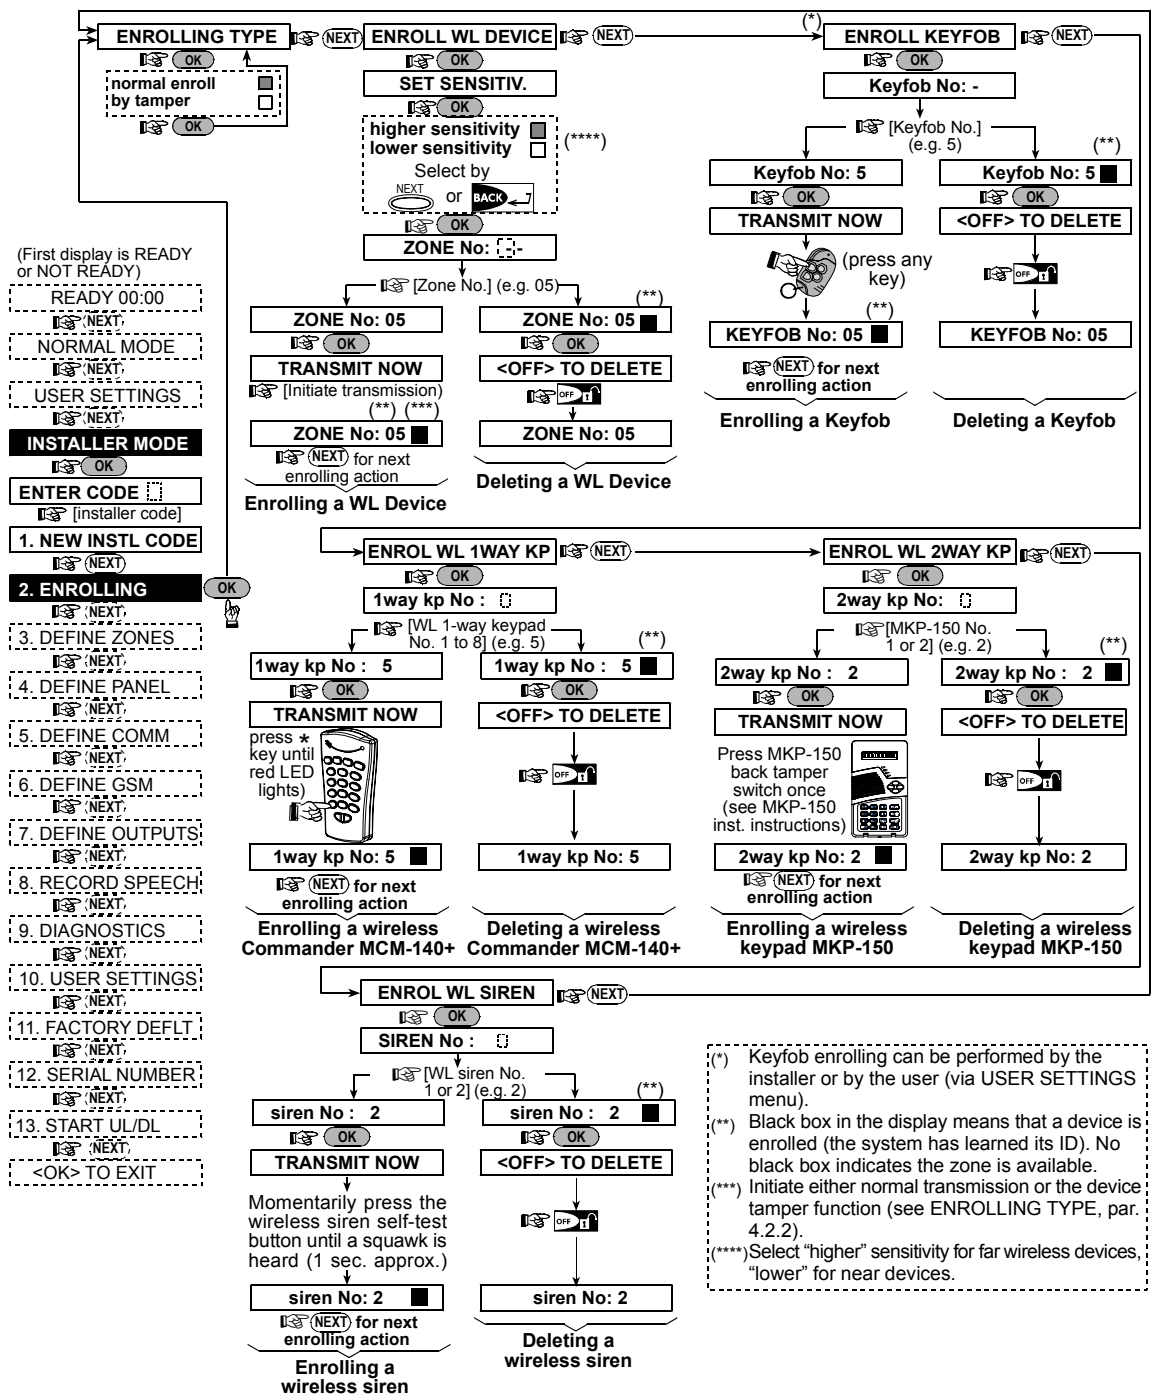 ENROLLING TYPE
NEXT
ENROLL WL DEVICE
NEXT
(*)
ENROLL KEYFOB
NEXT
OK
normal enroll
by tamper
OK
OK
SET SENSITIV.
OK
higher sensitivity
lower sensitivity
(****)
Select by
NEXT
or
BACK
OK
ZONE No: - -
[Zone No.] (e.g. 05)
ZONE No: 05
OK
TRANSMIT NOW
[Initiate transmission)
(**) (***)
ZONE No: 05
NEXT for next
enrolling action
Enrolling a WL Device
(**)
ZONE No: 05
OK
<OFF> TO DELETE
OFF
ZONE No: 05
Deleting a WL Device
OK
Keyfob No: -
[Keyfob No.]
(e.g. 5)
Keyfob No: 5
OK
TRANSMIT NOW
(press any
key)
(**)
KEYFOB No: 05
NEXT for next
enrolling action
Enrolling a Keyfob
(**)
Keyfob No: 5
OK
<OFF> TO DELETE
OFF
KEYFOB No: 05
Deleting a Keyfob
(First display is READY
or NOT READY)
READY 00:00
NEXT
NORMAL MODE
NEXT
USER SETTINGS
NEXT
INSTALLER MODE
OK
ENTER CODE
[installer code]
1. NEW INSTL CODE
NEXT
2. ENROLLING
OK
NEXT
3. DEFINE ZONES
NEXT
4. DEFINE PANEL
NEXT
5. DEFINE COMM
NEXT
6. DEFINE GSM
NEXT
7. DEFINE OUTPUTS
NEXT
8. RECORD SPEECH
NEXT
9. DIAGNOSTICS
NEXT
10. USER SETTINGS
NEXT
11. FACTORY DEFLT
NEXT
12. SERIAL NUMBER
NEXT
13. START UL/DL
NEXT
<OK> TO EXIT
ENROL WL 1WAY KP
NEXT
OK
1way kp No :
[WL 1-way keypad
No. 1 to 8] (e.g. 5)
1way kp No : 5
OK
TRANSMIT NOW
press *
key until
red LED
lights)
1way kp No: 5
NEXT for next
enrolling action
Enrolling a wireless
Commander MCM-140+
(**)
1way kp No : 5
OK
<OFF> TO DELETE
OFF
1way kp No: 5
Deleting a wireless
Commander MCM-140+
ENROL WL 2WAY KP
NEXT
OK
2way kp No:
[MKP-150 No.
1 or 2] (e.g. 2)
2way kp No : 2
OK
TRANSMIT NOW
Press MKP-150
back tamper
switch once
(see MKP-150
inst. instructions)
2way kp No: 2
NEXT for next
enrolling action
Enrolling a wireless
keypad MKP-150
(**)
2way kp No : 2
OK
<OFF> TO DELETE
OFF
2way kp No: 2
Deleting a wireless
keypad MKP-150
ENROL WL SIREN
NEXT
OK
SIREN No :
[WL siren No.
1 or 2] (e.g. 2)
siren No : 2
OK
TRANSMIT NOW
Momentarily press the
wireless siren self-test
button until a squawk is
heard (1 sec. approx.)
siren No: 2
NEXT for next
enrolling action
Enrolling a
wireless siren
(**)
siren No : 2
OK
<OFF> TO DELETE
OFF
siren No: 2
Deleting a
wireless siren
(*) Keyfob enrolling can be performed by the
installer or by the user (via USER SETTINGS
menu).
(**) Black box in the display means that a device is
enrolled (the system has learned its ID). No
black box indicates the zone is available.
(***) Initiate either normal transmission or the device
tamper function (see ENROLLING TYPE, par.
4.2.2).
(****) Select “higher” sensitivity for far wireless devices,
“lower” for near devices.